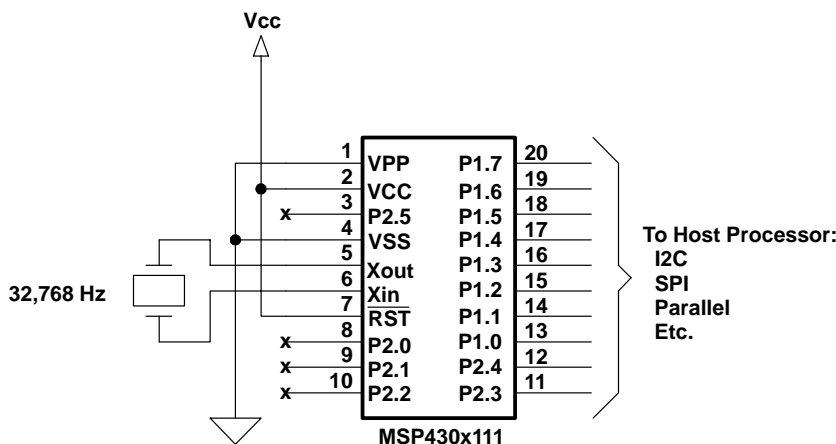 Vcc
1 VPP P1.7 20
2 VCC P1.6 19
x 3 P2.5 P1.5 18
4 VSS P1.4 17
5 Xout P1.3 16
6 Xin P1.2 15
7 RST P1.1 14
x 8 P2.0 P1.0 13
x 9 P2.1 P2.4 12
x 10 P2.2 P2.3 11
32,768 Hz
To Host Processor:
I2C
SPI
Parallel
Etc.
MSP430x111